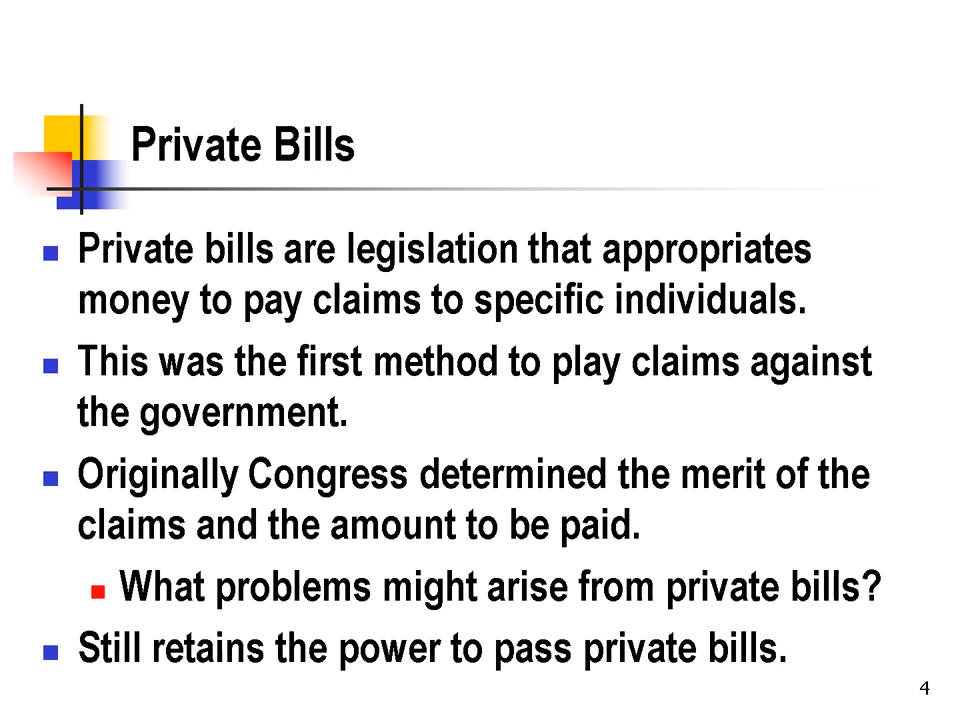 Private Bills
Private bills are legislation that appropriates
money to pay claims to specific individuals.
This was the first method to play claims against
the government.
Originally Congress determined the merit of the
claims and the amount to be paid.
What problems might arise from private bills?
Still retains the power to pass private bills.
4